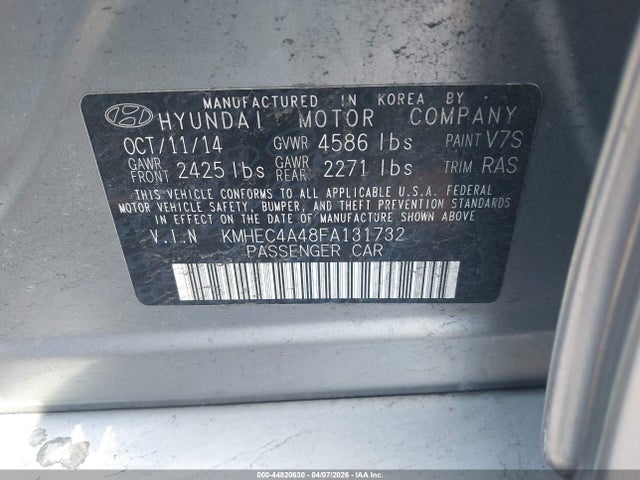 MANUFACTURED IN KOREA BY
HYUNDAI MOTOR COMPANY
OCT/11/14 GVWR 4586 lbs PAINT V7S
GAWR FRONT 2425 lbs GAWR REAR 2271 lbs TRIM RAS
THIS VEHICLE CONFORMS TO ALL APPLICABLE U.S.A. FEDERAL
MOTOR VEHICLE SAFETY, BUMPER, AND THEFT PREVENTION STANDARDS
IN EFFECT ON THE DATE OF MANUFACTURE SHOWN ABOVE.
V.I.N KMHEC4A48FA131732
PASSENGER CAR
000-44820630 - 04/07/2026 - IAAI.COM